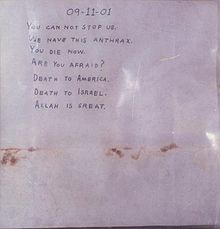 09-11-01
YOU CAN NOT STOP US.
WE HAVE THIS ANTHRAX.
YOU DIE NOW.
ARE YOU AFRAID?
DEATH TO AMERICA.
DEATH TO ISRAEL.
ALLAH IS GREAT.